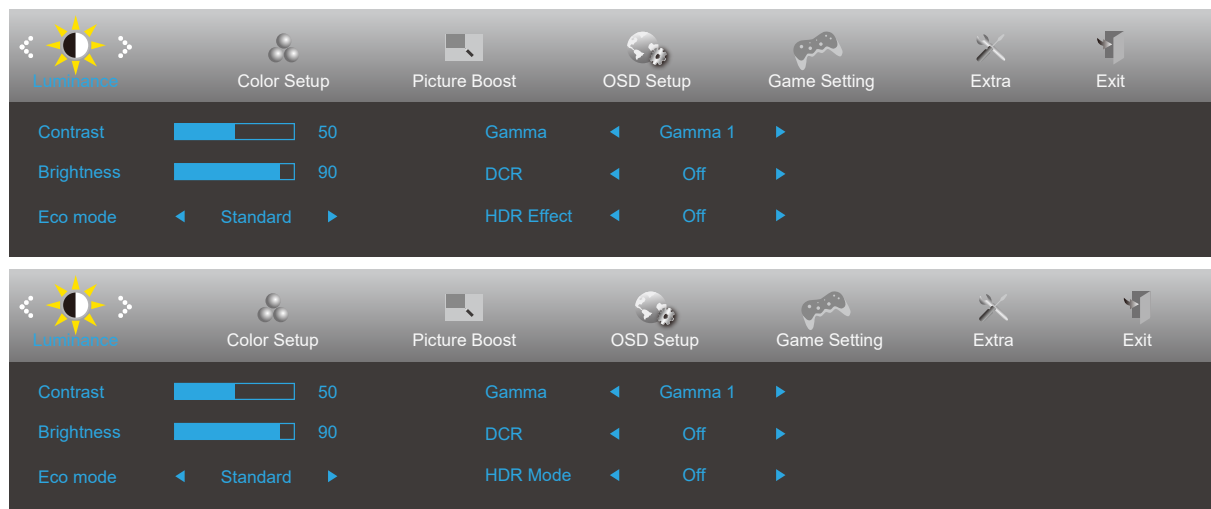 Luminance Color Setup Picture Boost OSD Setup Game Setting Extra Exit
Contrast 50 Gamma Gamma 1
Brightness 90 DCR Off
Eco mode Standard HDR Effect Off
Luminance Color Setup Picture Boost OSD Setup Game Setting Extra Exit
Contrast 50 Gamma Gamma 1
Brightness 90 DCR Off
Eco mode Standard HDR Mode Off